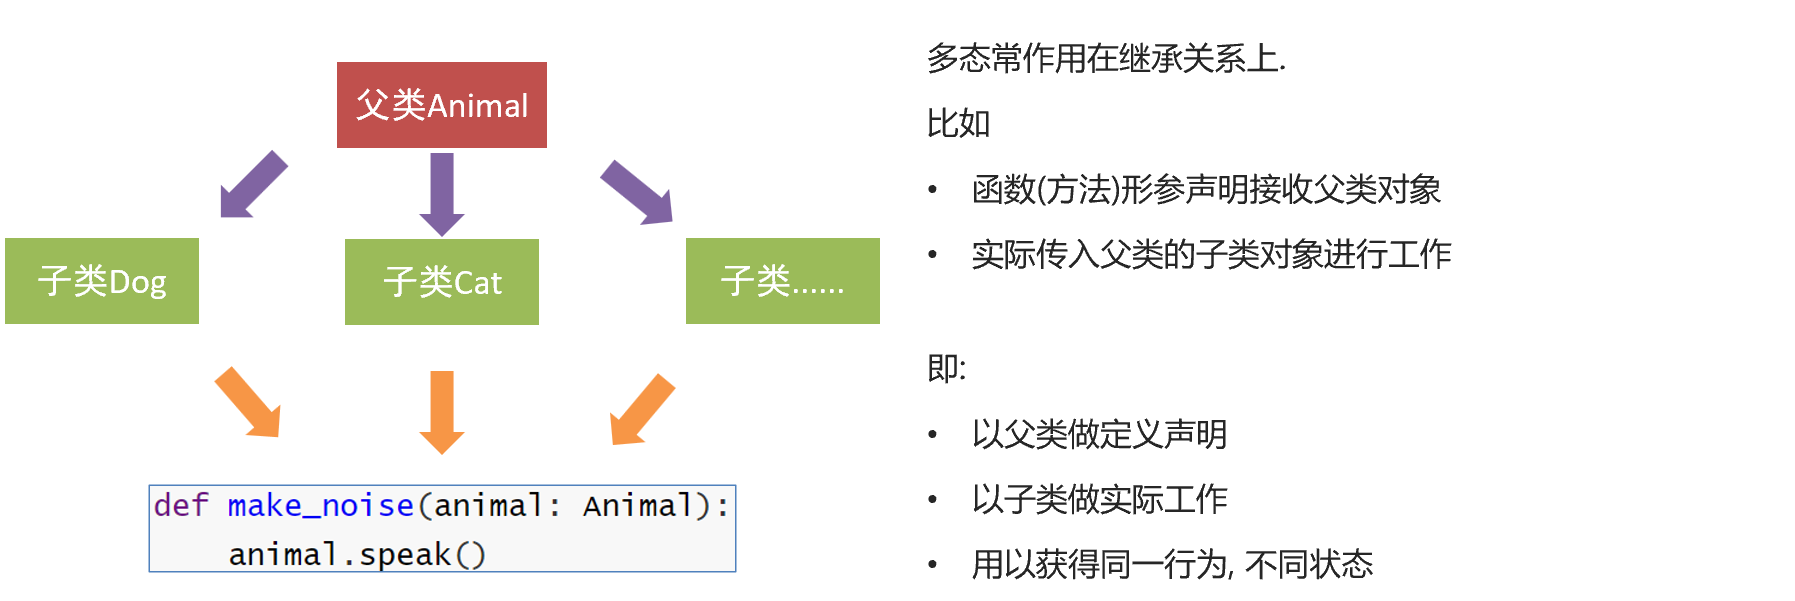 父类Animal
子类Dog
子类Cat
子类......
def make_noise(animal: Animal):
    animal.speak()
多态常作用在继承关系上.
比如
• 函数(方法)形参声明接收父类对象
• 实际传入父类的子类对象进行工作
即:
• 以父类做定义声明
• 以子类做实际工作
• 用以获得同一行为, 不同状态